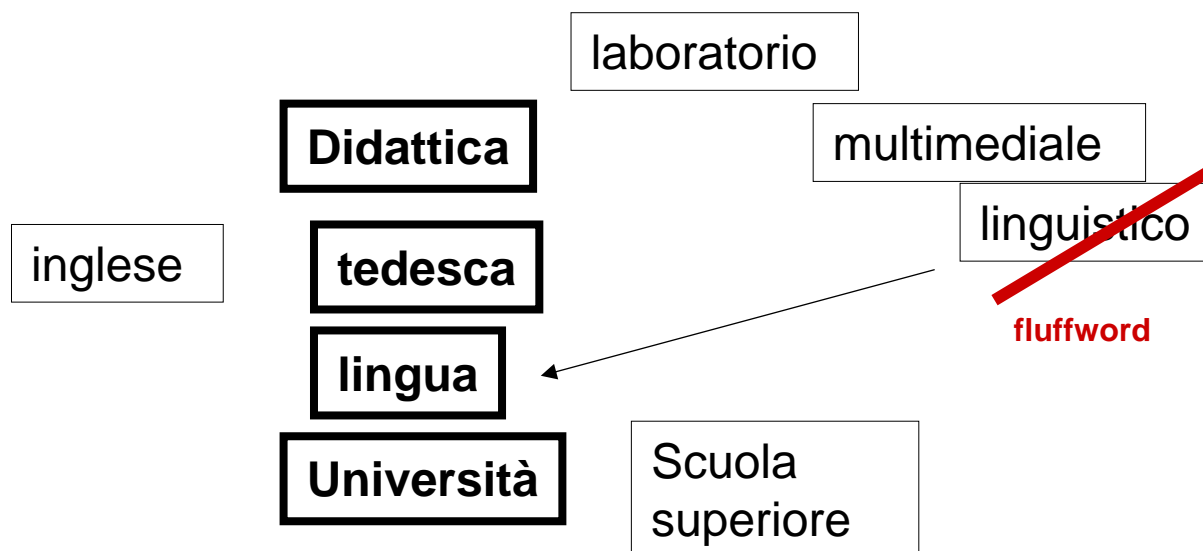 laboratorio
Didattica
multimediale
linguistico
inglese
tedesca
fluffword
lingua
Università
Scuola
superiore